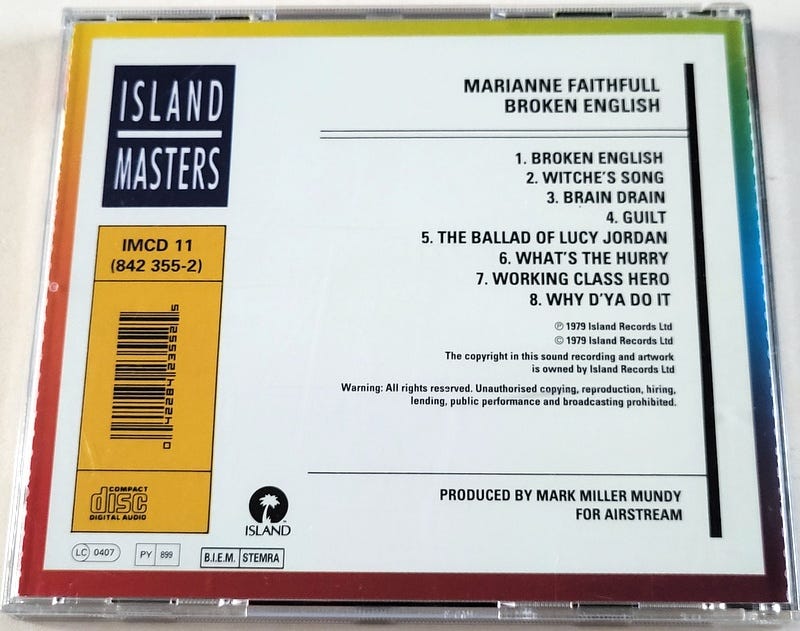 ISLAND
MASTERS
IMCD 11
(842 355-2)
0 42284 23552 5
COMPACT
disc
DIGITAL AUDIO
LC 0407
PY 899
B.I.E.M. STEMRA
ISLAND
MARIANNE FAITHFULL
BROKEN ENGLISH
1. BROKEN ENGLISH
2. WITCHE'S SONG
3. BRAIN DRAIN
4. GUILT
5. THE BALLAD OF LUCY JORDAN
6. WHAT'S THE HURRY
7. WORKING CLASS HERO
8. WHY D'YA DO IT
℗ 1979 Island Records Ltd
© 1979 Island Records Ltd
The copyright in this sound recording and artwork
is owned by Island Records Ltd
Warning: All rights reserved. Unauthorised copying, reproduction, hiring,
lending, public performance and broadcasting prohibited.
PRODUCED BY MARK MILLER MUNDY
FOR AIRSTREAM